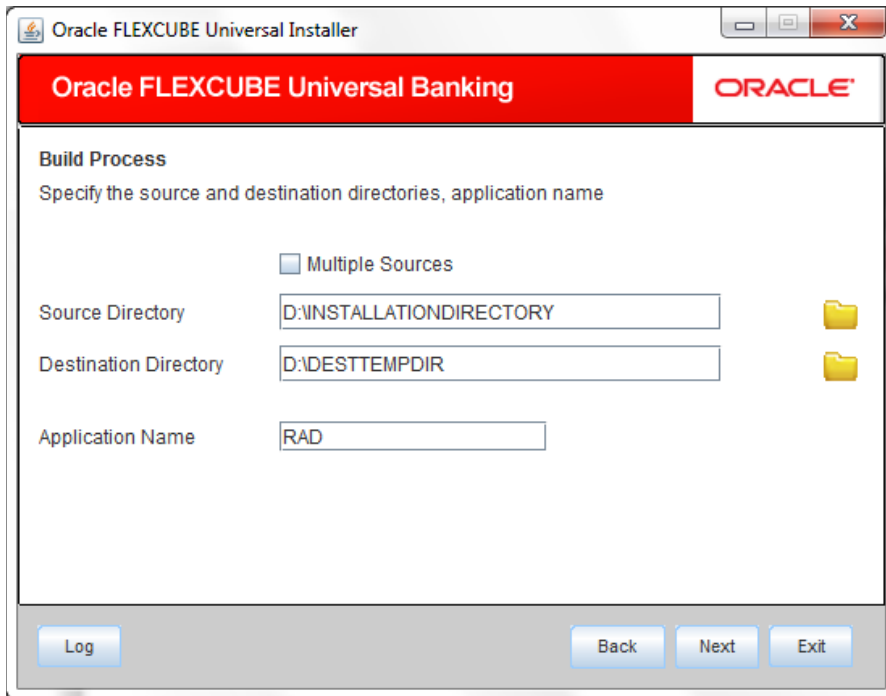 Oracle FLEXCUBE Universal Installer
Oracle FLEXCUBE Universal Banking
ORACLE
Build Process
Specify the source and destination directories, application name
Multiple Sources
Source Directory D:\INSTALLATIONDIRECTORY
Destination Directory D:\DESTTEMPDIR
Application Name RAD
Log Back Next Exit